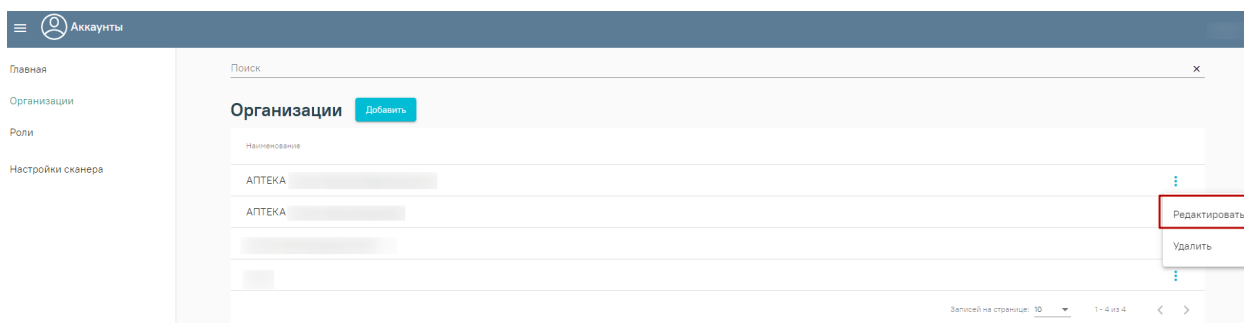 Аккаунты
Главная
Организации
Роли
Настройки сканера
Поиск
Организации Добавить
Наименование
АПТЕКА
АПТЕКА
Редактировать
Удалить
Записей на странице: 10 1 - 4 из 4